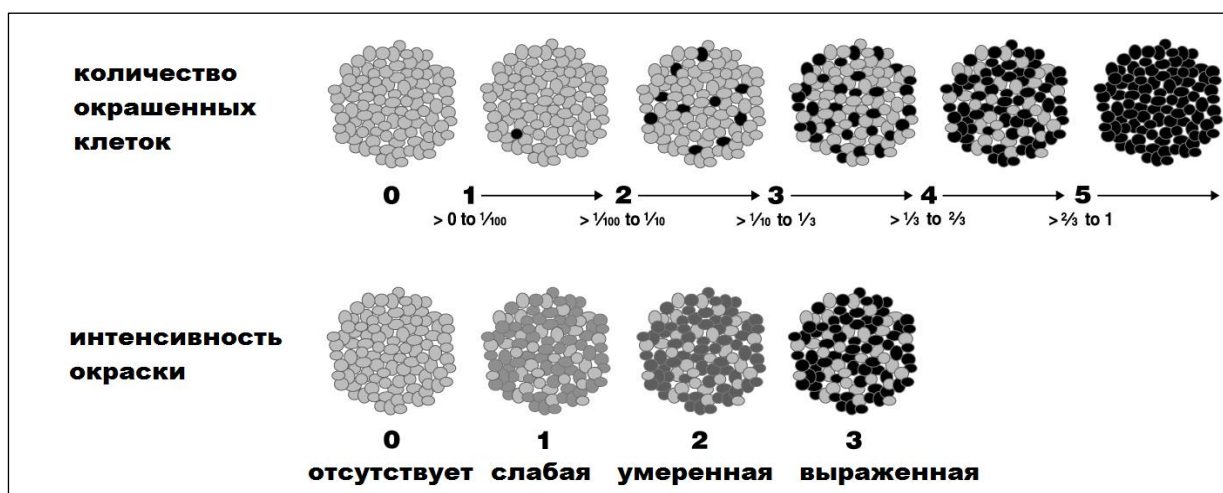 количество
окрашенных
клеток
0 1 2 3 4 5
> 0 to 1/100 > 1/100 to 1/10 > 1/10 to 1/3 > 1/3 to 2/3 > 2/3 to 1
интенсивность
окраски
0 1 2 3
отсутствует слабая умеренная выраженная